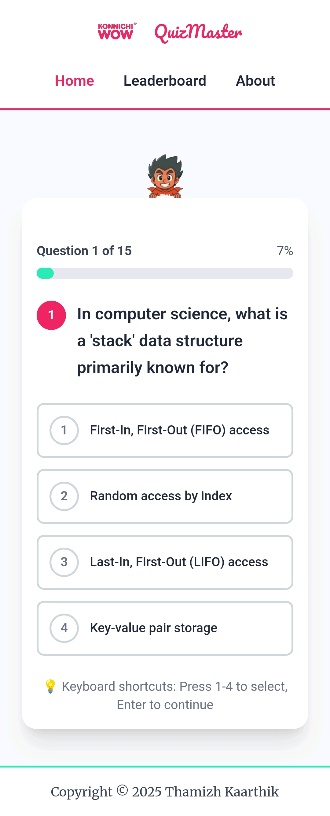 KONNICHI
WOW
QuizMaster
Home Leaderboard About
Question 1 of 15 7%
1 In computer science, what is
a 'stack' data structure
primarily known for?
1 First-In, First-Out (FIFO) access
2 Random access by index
3 Last-In, First-Out (LIFO) access
4 Key-value pair storage
💡 Keyboard shortcuts: Press 1-4 to select,
Enter to continue
Copyright © 2025 Thamizh Kaarthik